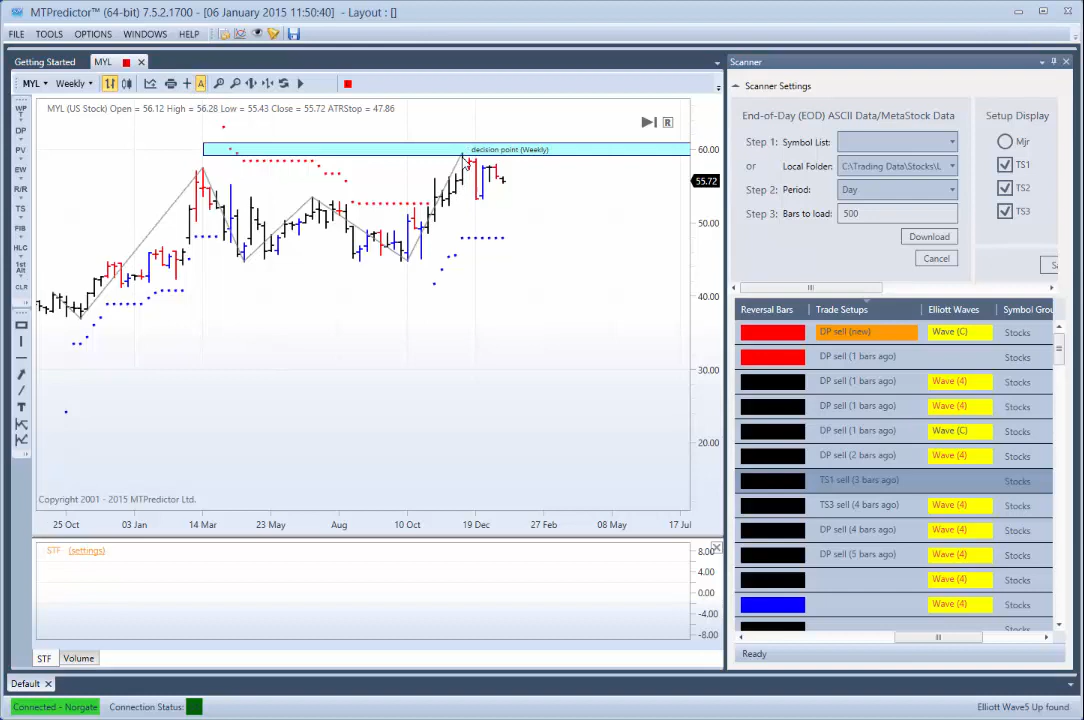 MTPredictor™ (64-bit) 7.5.2.1700 - [06 January 2015 11:50:40] - Layout : []
FILE TOOLS OPTIONS WINDOWS HELP
Getting Started MYL
MYL Weekly A
MYL (US Stock) Open = 56.12 High = 56.28 Low = 55.43 Close = 55.72 ATRStop = 47.86
R
WP
DP
PV
EW
R/R
TS
PIB
HLC
1st
Alt
CLR
T
decision point (Weekly)
60.00
55.72
50.00
40.00
30.00
20.00
Copyright 2001 - 2015 MTPredictor Ltd.
25 Oct 03 Jan 14 Mar 23 May Aug 10 Oct 19 Dec 27 Feb 08 May 17 Jul
STF (settings)
8.00
4.00
0.00
-4.00
-8.00
STF Volume
Default
Connected - Norgate Connection Status: Elliott Wave5 Up found.
Scanner
Scanner Settings
End-of-Day (EOD) ASCII Data/MetaStock Data
Step 1: Symbol List:
or Local Folder: C:\Trading Data\Stocks\L
Step 2: Period: Day
Step 3: Bars to load: 500
Download
Cancel
Setup Display
Mjr
TS1
TS2
TS3
Reversal Bars Trade Setups Elliott Waves Symbol Grou
DP sell (new) Wave (C) Stocks
DP sell (1 bars ago) Stocks
DP sell (1 bars ago) Wave (4) Stocks
DP sell (1 bars ago) Wave (4) Stocks
DP sell (1 bars ago) Wave (C) Stocks
DP sell (2 bars ago) Wave (4) Stocks
TS1 sell (3 bars ago) Stocks
TS3 sell (4 bars ago) Wave (4) Stocks
DP sell (4 bars ago) Wave (4) Stocks
DP sell (5 bars ago) Wave (4) Stocks
Wave (4) Stocks
Wave (4) Stocks
Ready